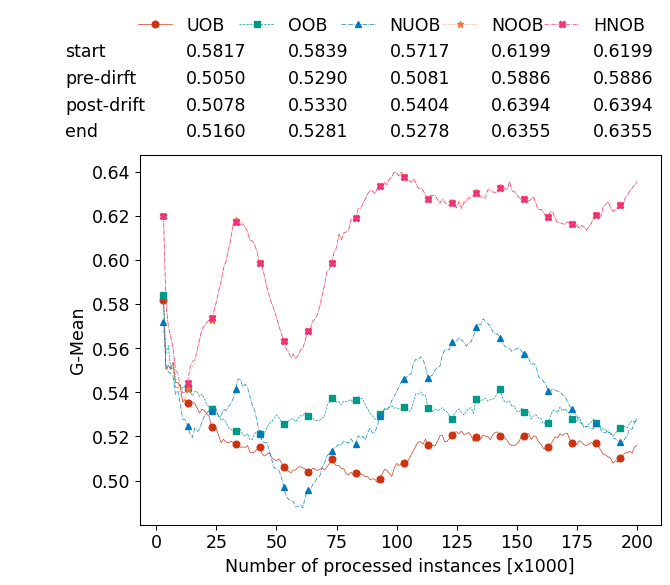 UOB OOB NUOB NOOB HNOB
start 0.5817 0.5839 0.5717 0.6199 0.6199
pre-dirft 0.5050 0.5290 0.5081 0.5886 0.5886
post-drift 0.5078 0.5330 0.5404 0.6394 0.6394
end 0.5160 0.5281 0.5278 0.6355 0.6355
0.64
0.62
0.60
0.58
0.56
0.54
0.52
0.50
G-Mean
0 25 50 75 100 125 150 175 200
Number of processed instances [x1000]